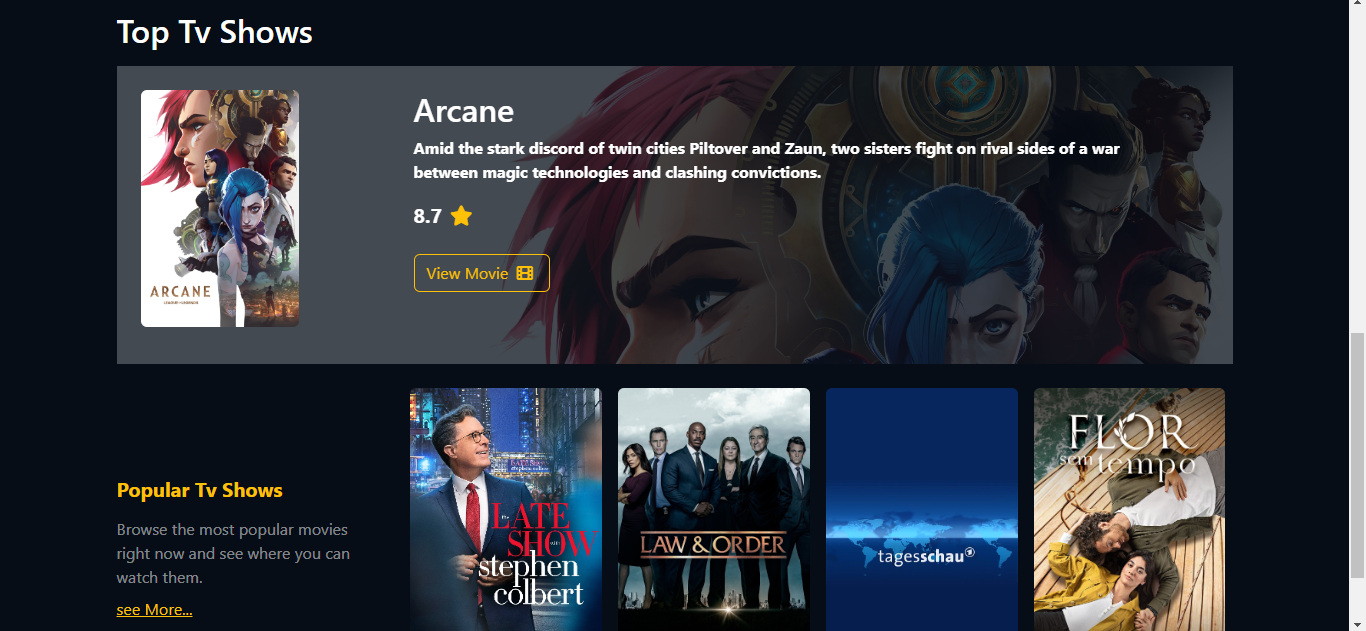 Top Tv Shows
Arcane
Amid the stark discord of twin cities Piltover and Zaun, two sisters fight on rival sides of a war
between magic technologies and clashing convictions.
8.7
View Movie
ARCANE
Popular Tv Shows
Browse the most popular movies
right now and see where you can
watch them.
see More...
The
LATE
SHOW
with
stephen
colbert
LAW & ORDER
tagesschau
FLOR
sem tempo